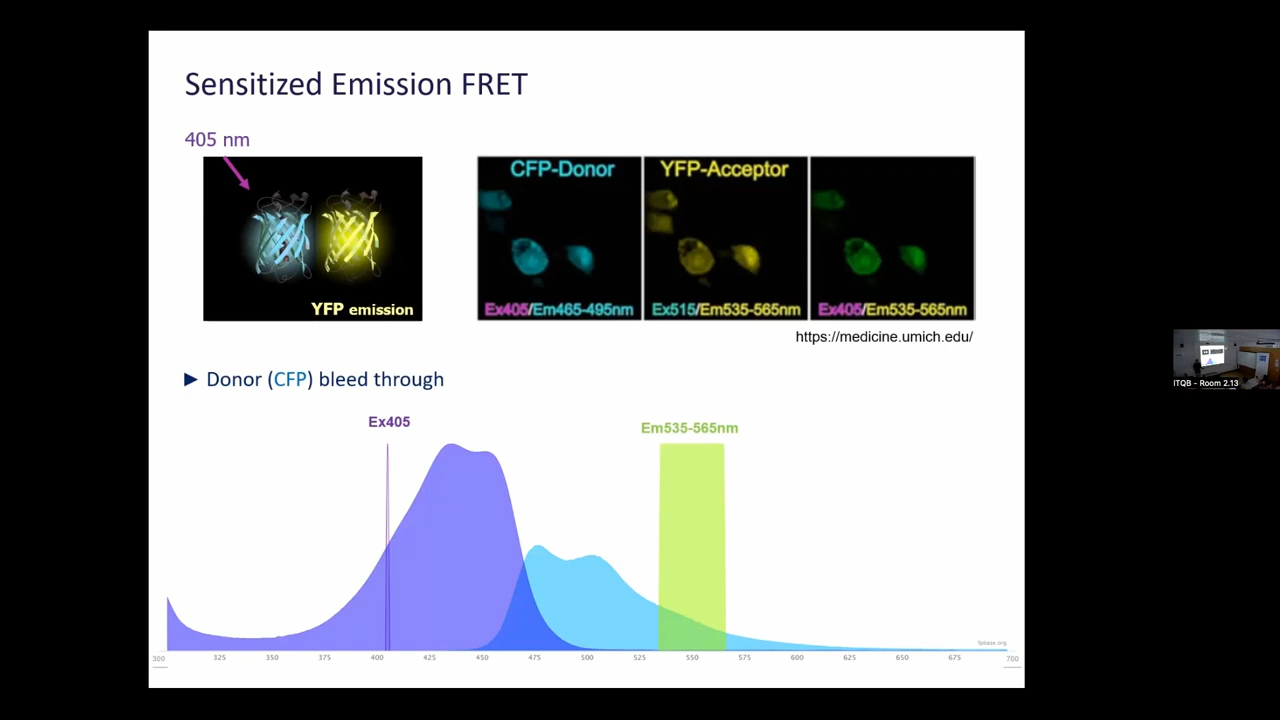 Sensitized Emission FRET
405 nm
YFP emission
CFP-Donor
YFP-Acceptor
Ex405/Em465-495nm
Ex515/Em535-565nm
Ex405/Em535-565nm
https://medicine.umich.edu/
► Donor (CFP) bleed through
Ex405
Em535-565nm
fpbase.org
300 325 350 375 400 425 450 475 500 525 550 575 600 625 650 675 700
ITQB - Room 2.13